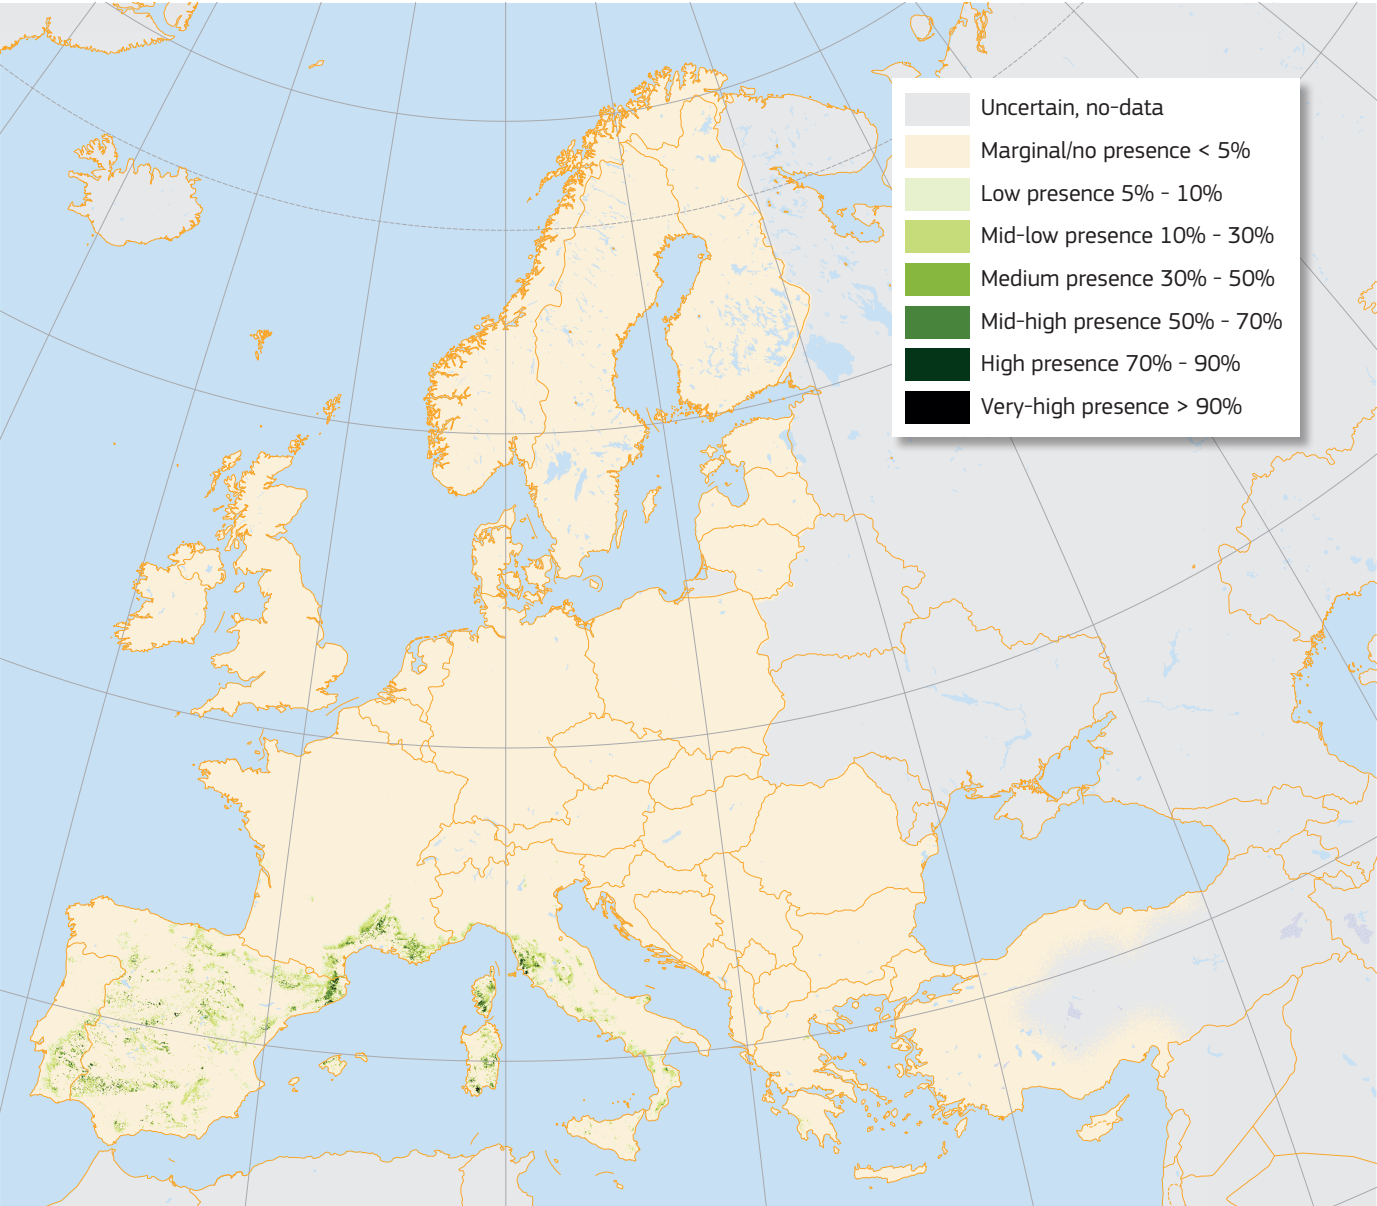 Uncertain, no-data
Marginal/no presence < 5%
Low presence 5% - 10%
Mid-low presence 10% - 30%
Medium presence 30% - 50%
Mid-high presence 50% - 70%
High presence 70% - 90%
Very-high presence > 90%